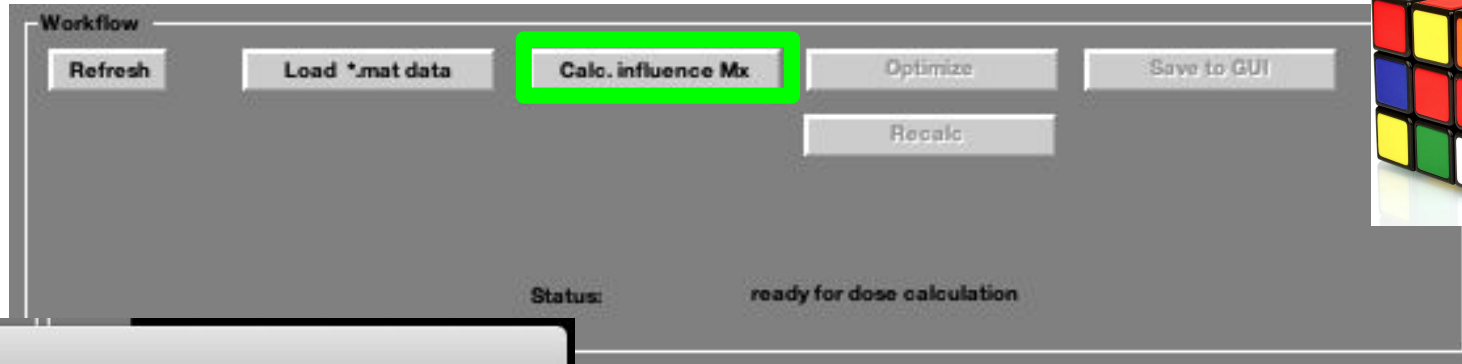 Workflow
Refresh Load *.mat data Calc. influence Mx Optimize Save to GUI
Recalc
Status: ready for dose calculation